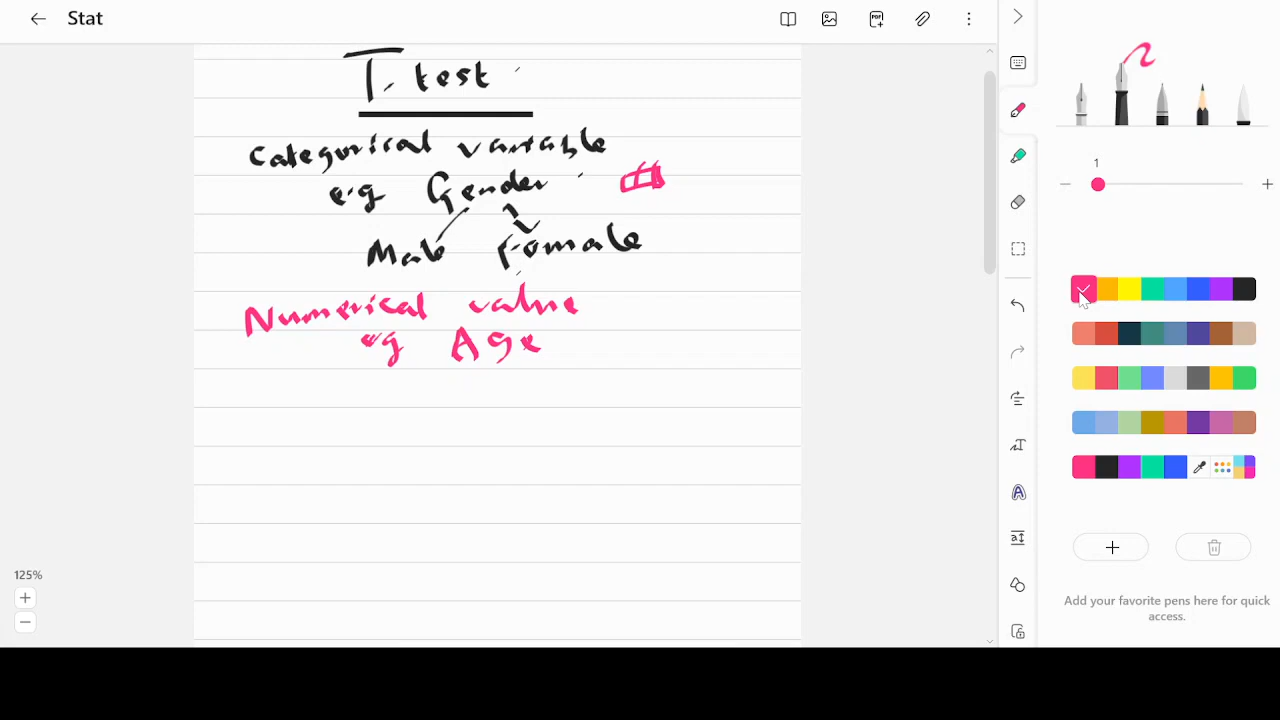 Stat
T. test
Categorical variable
e.g Gender
Male Female
Numerical value
eg Age
1
125%
Add your favorite pens here for quick
access.